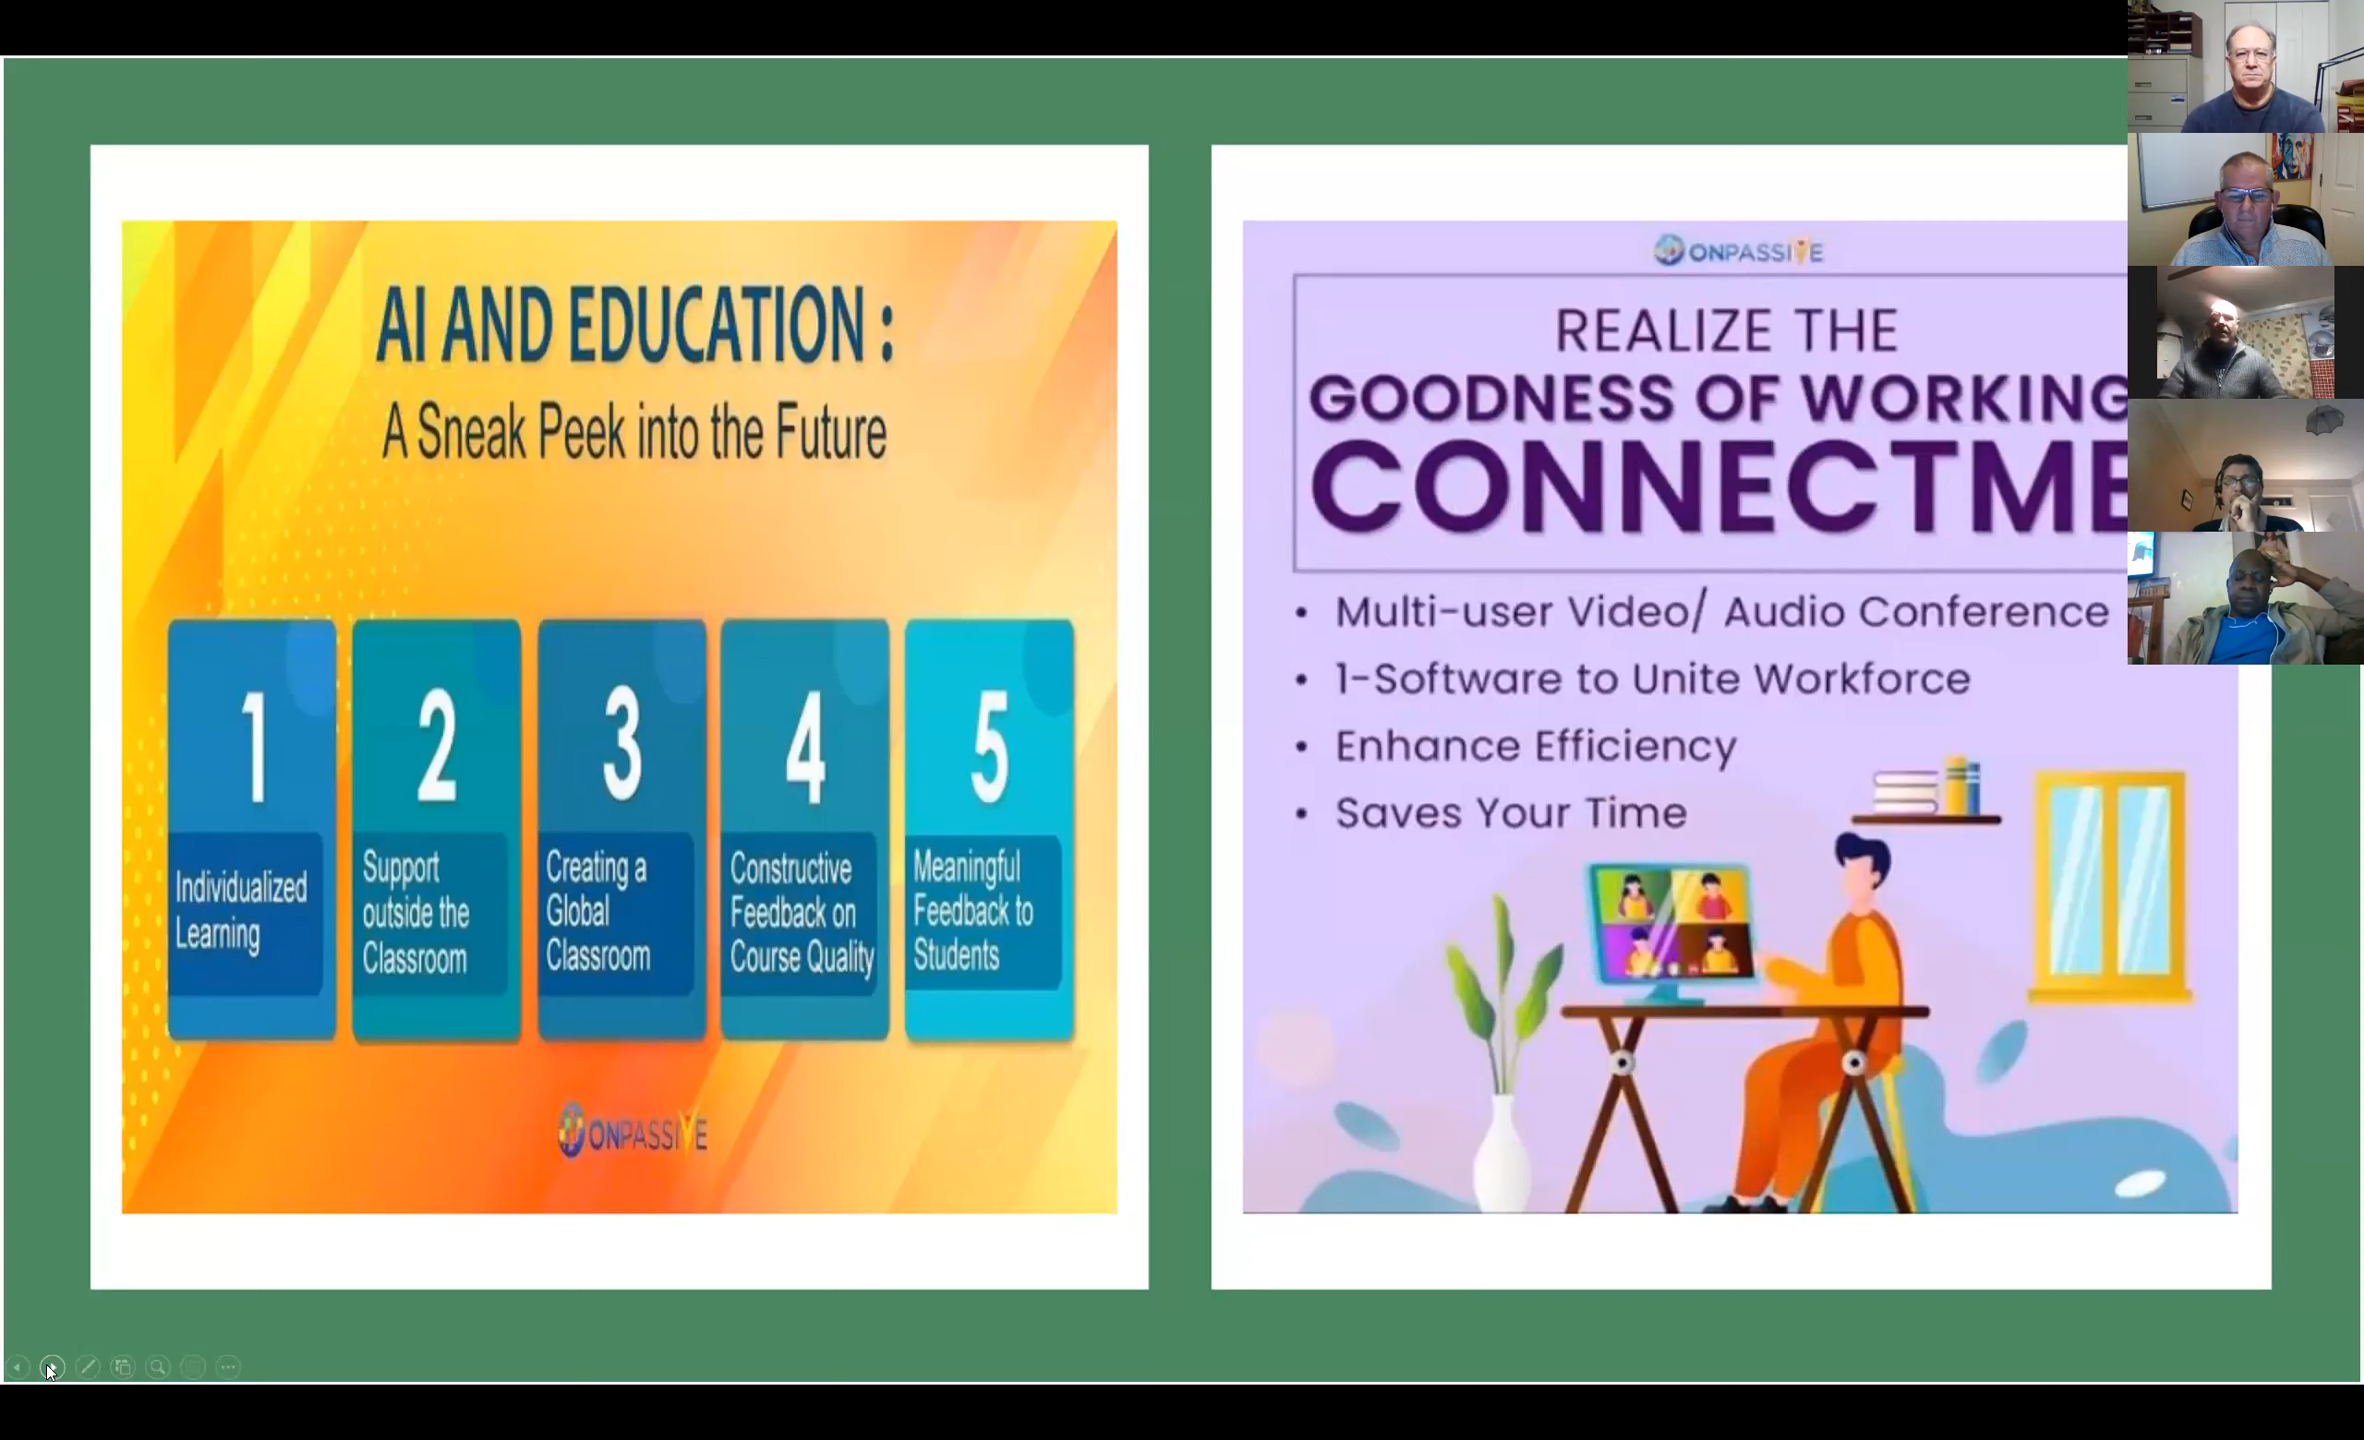 AI AND EDUCATION :
A Sneak Peek into the Future
1
Individualized
Learning
2
Support
outside the
Classroom
3
Creating a
Global
Classroom
4
Constructive
Feedback on
Course Quality
5
Meaningful
Feedback to
Students
ONPASSIVE
ONPASSIVE
REALIZE THE
GOODNESS OF WORKING
CONNECTME
• Multi-user Video/ Audio Conference
• 1-Software to Unite Workforce
• Enhance Efficiency
• Saves Your Time